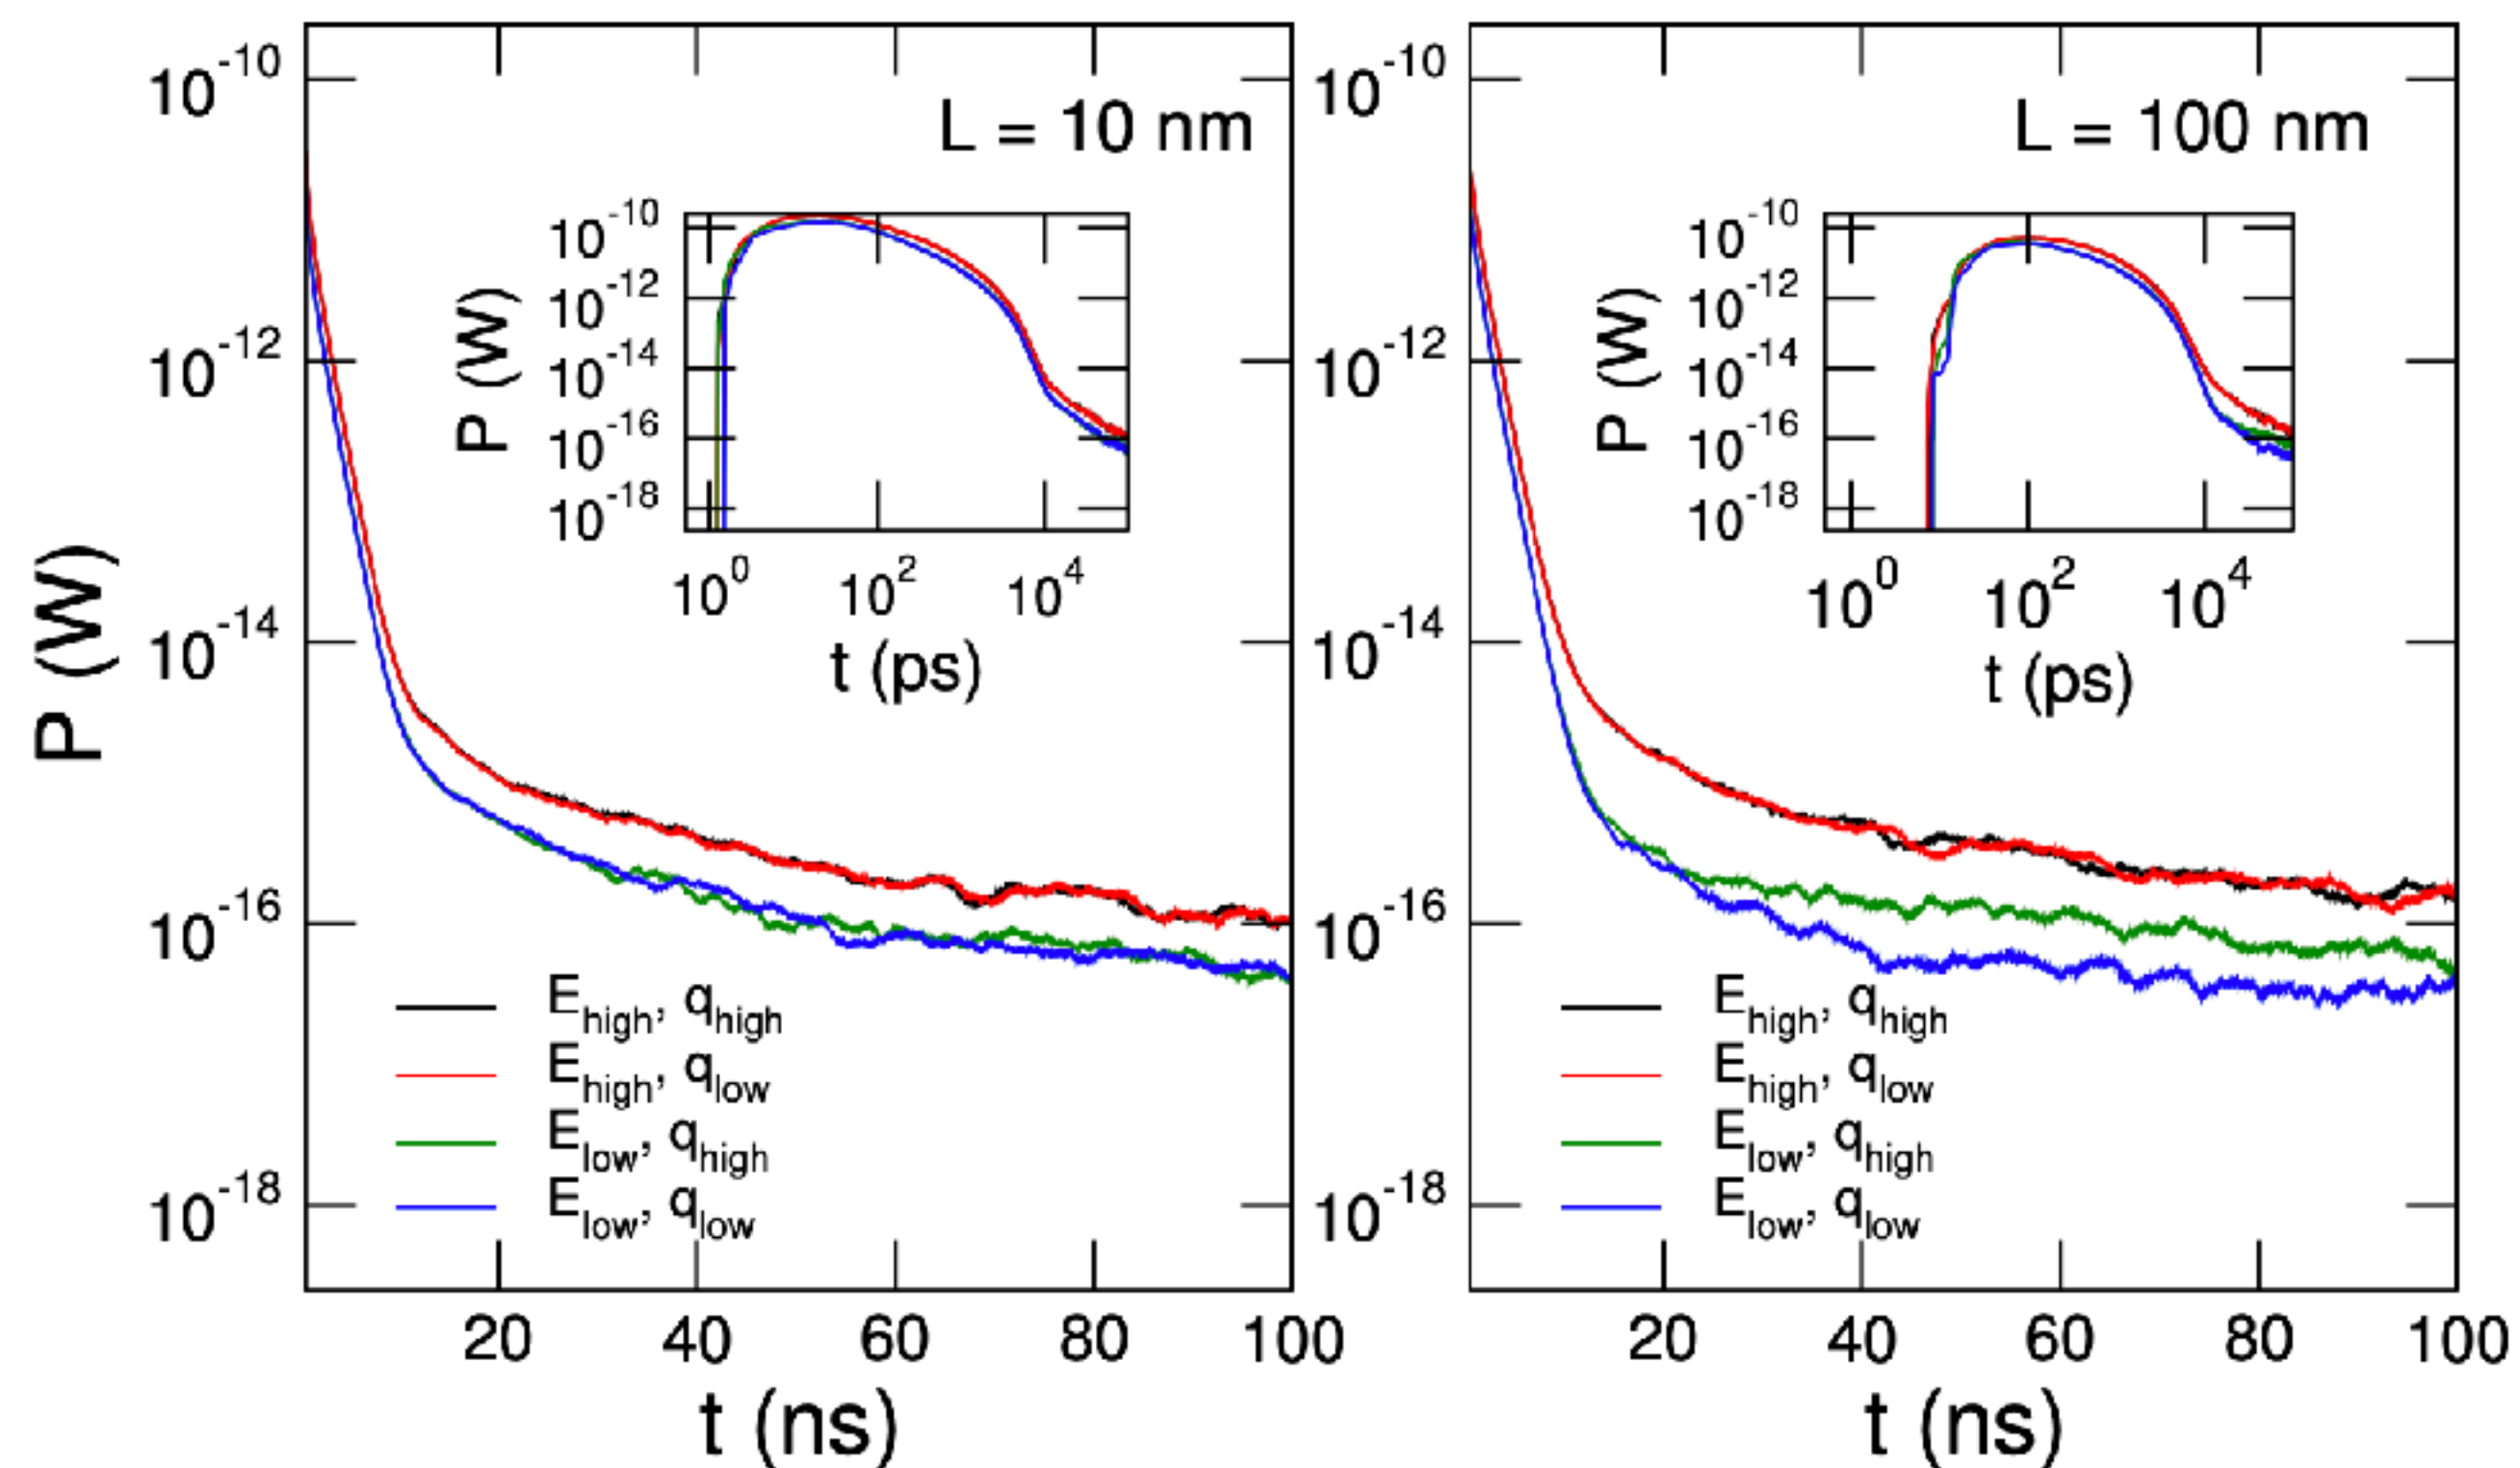 P (W)
10^-10
10^-12
10^-14
10^-16
10^-18
L = 10 nm
P (W)
10^-10
10^-12
10^-14
10^-16
10^-18
10^0 10^2 10^4
t (ps)
E_high, q_high
E_high, q_low
E_low, q_high
E_low, q_low
20 40 60 80 100
t (ns)
10^-10
10^-12
10^-14
10^-16
10^-18
L = 100 nm
P (W)
10^-10
10^-12
10^-14
10^-16
10^-18
10^0 10^2 10^4
t (ps)
E_high, q_high
E_high, q_low
E_low, q_high
E_low, q_low
20 40 60 80 100
t (ns)